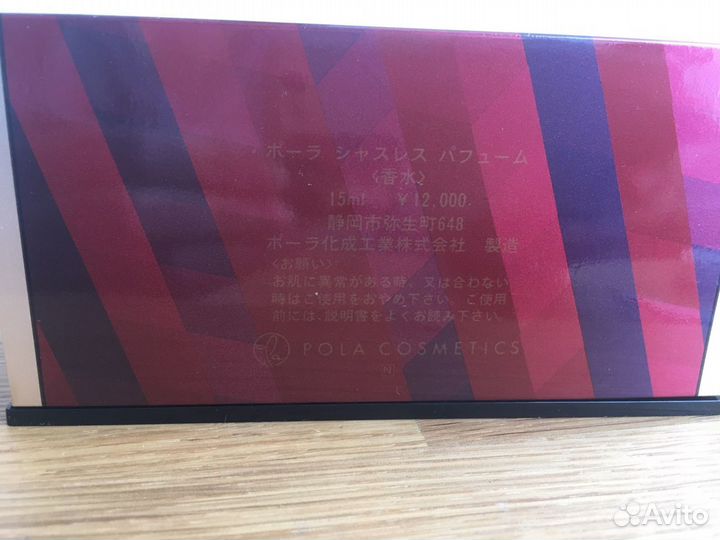 ポーラ シャスレス パフューム
〈香水〉
15ml ￥12,000.
静岡市弥生町648
ポーラ化成工業株式会社 製造
〈お願い〉
お肌に異常がある時、又は合わない
時はご使用をおやめ下さい。ご使用
前には、説明書をよくお読み下さい。
POLA COSMETICS
N
Avito